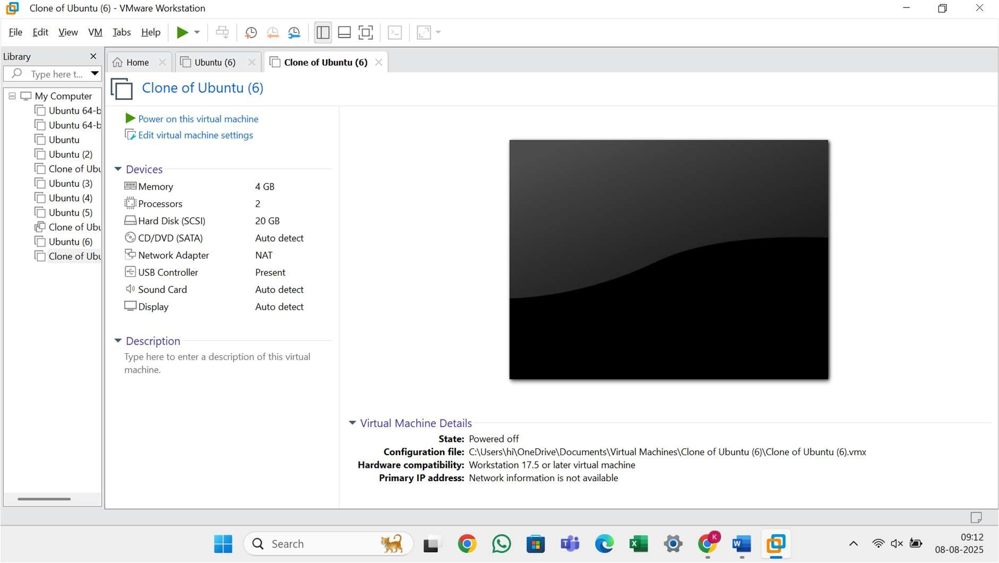 Clone of Ubuntu (6) - VMware Workstation
File Edit View VM Tabs Help
Library
Type here t...
Home
Ubuntu (6)
Clone of Ubuntu (6)
My Computer
Ubuntu 64-b
Ubuntu 64-b
Ubuntu
Ubuntu (2)
Clone of Ubu
Ubuntu (3)
Ubuntu (4)
Ubuntu (5)
Clone of Ubu
Ubuntu (6)
Clone of Ubu
Clone of Ubuntu (6)
Power on this virtual machine
Edit virtual machine settings
Devices
Memory 4 GB
Processors 2
Hard Disk (SCSI) 20 GB
CD/DVD (SATA) Auto detect
Network Adapter NAT
USB Controller Present
Sound Card Auto detect
Display Auto detect
Description
Type here to enter a description of this virtual
machine.
Virtual Machine Details
State: Powered off
Configuration file: C:\Users\hi\OneDrive\Documents\Virtual Machines\Clone of Ubuntu (6)\Clone of Ubuntu (6).vmx
Hardware compatibility: Workstation 17.5 or later virtual machine
Primary IP address: Network information is not available
Search
K
09:12
08-08-2025